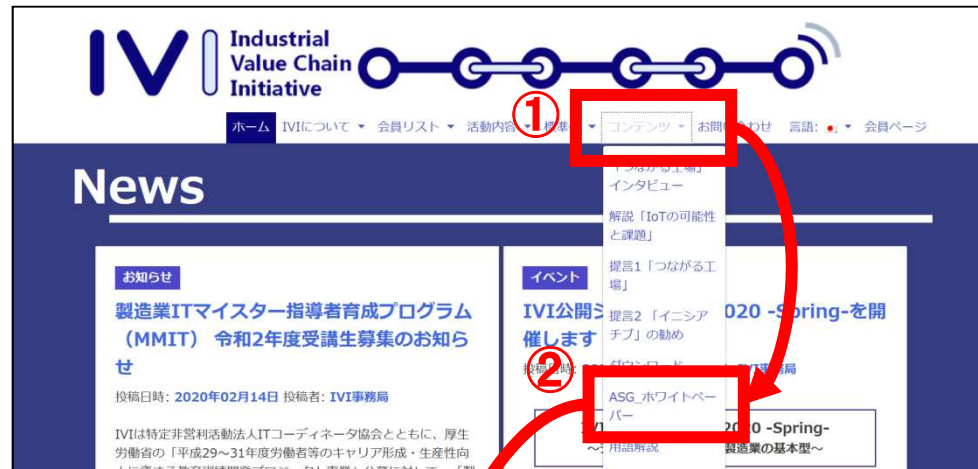 IVI Industrial
Value Chain
Initiative
①
ホーム IVIについて 会員リスト 活動内容 コンテンツ お問い合わせ 言語: 会員ページ
News
「つながる工場」
インタビュー
解説「IoTの可能性
と課題」
提言1「つながる工
場」
提言2 「イニシア
チブ」の勧め
ダウンロード
ASG_ホワイトペー
パー
用語解説
お知らせ
製造業ITマイスター指導者育成プログラム
（MMIT） 令和2年度受講生募集のお知ら
せ
投稿日時: 2020年02月14日 投稿者: IVI事務局
IVIは特定非営利活動法人ITコーディネータ協会とともに、厚生
労働省の「平成29～31年度労働者等のキャリア形成・生産性向
イベント
IVI公開シ 020 -Spring-を開
催します
②
2020 -Spring-
製造業の基本型～